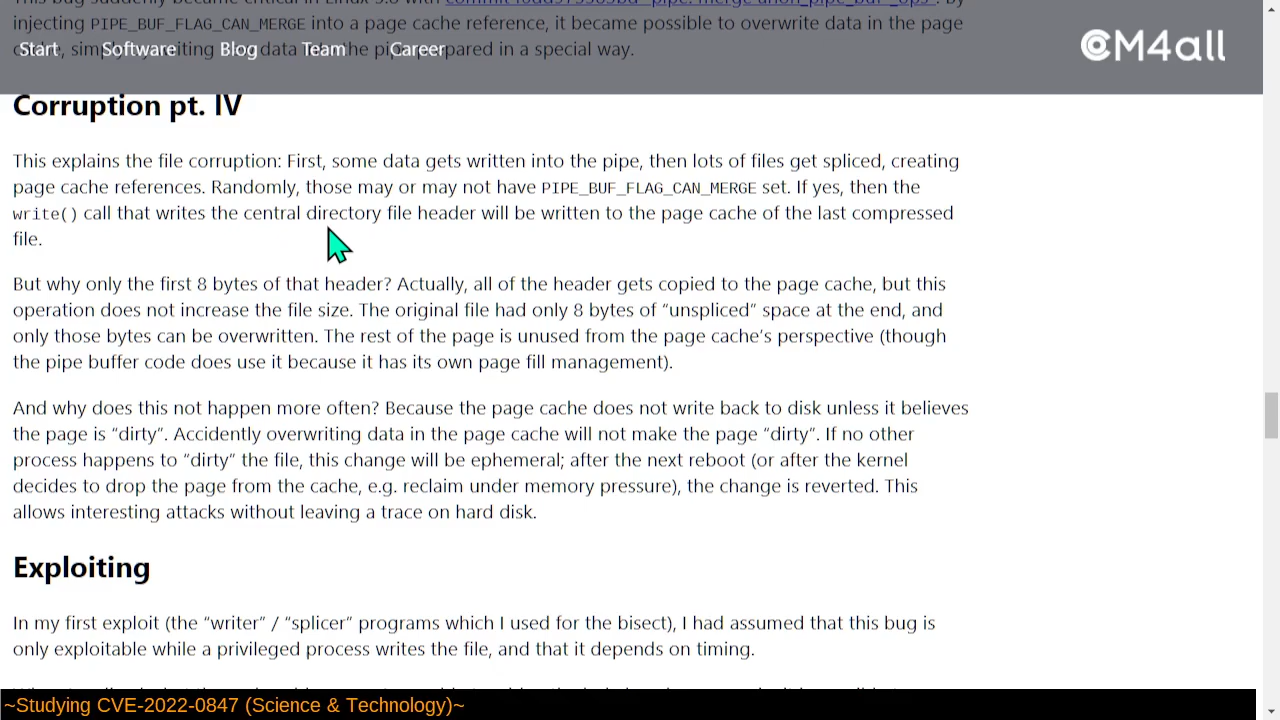 injecting PIPE_BUF_FLAG_CAN_MERGE into a page cache reference, it became possible to overwrite data in the page
data pipe prepared in a special way.
Start Software Blog Team Career
CM4all
Corruption pt. IV
This explains the file corruption: First, some data gets written into the pipe, then lots of files get spliced, creating
page cache references. Randomly, those may or may not have PIPE_BUF_FLAG_CAN_MERGE set. If yes, then the
write() call that writes the central directory file header will be written to the page cache of the last compressed
file.
But why only the first 8 bytes of that header? Actually, all of the header gets copied to the page cache, but this
operation does not increase the file size. The original file had only 8 bytes of “unspliced” space at the end, and
only those bytes can be overwritten. The rest of the page is unused from the page cache’s perspective (though
the pipe buffer code does use it because it has its own page fill management).
And why does this not happen more often? Because the page cache does not write back to disk unless it believes
the page is “dirty”. Accidently overwriting data in the page cache will not make the page “dirty”. If no other
process happens to “dirty” the file, this change will be ephemeral; after the next reboot (or after the kernel
decides to drop the page from the cache, e.g. reclaim under memory pressure), the change is reverted. This
allows interesting attacks without leaving a trace on hard disk.
Exploiting
In my first exploit (the “writer” / “splicer” programs which I used for the bisect), I had assumed that this bug is
only exploitable while a privileged process writes the file, and that it depends on timing.
~Studying CVE-2022-0847 (Science & Technology)~